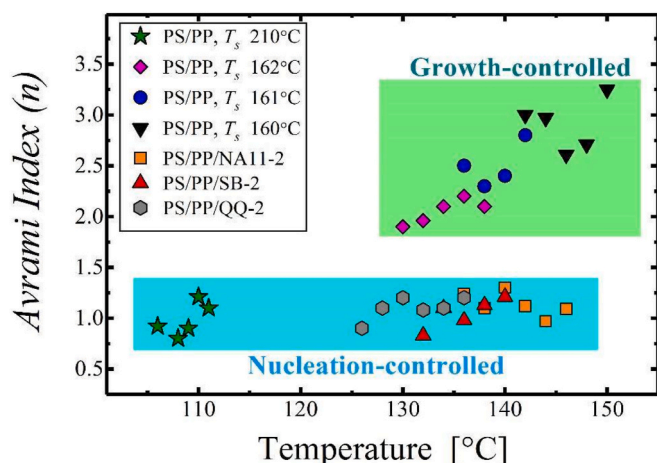 PS/PP, Ts 210°C
PS/PP, Ts 162°C
PS/PP, Ts 161°C
PS/PP, Ts 160°C
PS/PP/NA11-2
PS/PP/SB-2
PS/PP/QQ-2
Growth-controlled
Nucleation-controlled
Avrami Index (n)
3.5
3.0
2.5
2.0
1.5
1.0
0.5
110
120
130
140
150
Temperature [°C]